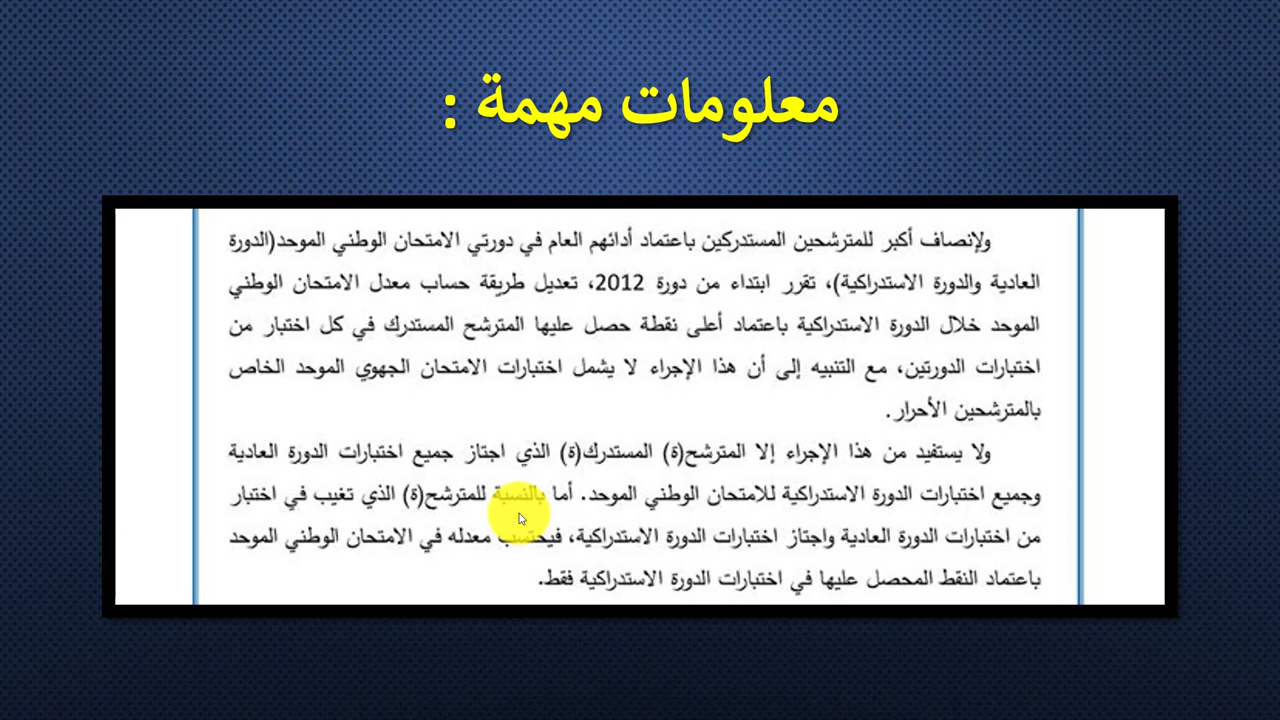 معلومات مهمة :
ولإنصاف أكبر للمترشحين المستدركين باعتماد أدائهم العام في دورتي الامتحان الوطني الموحد(الدورة
العادية والدورة الاستدراكية)، تقرر ابتداء من دورة 2012، تعديل طريقة حساب معدل الامتحان الوطني
الموحد خلال الدورة الاستدراكية باعتماد أعلى نقطة حصل عليها المترشح المستدرك في كل اختبار من
اختبارات الدورتين، مع التنبيه إلى أن هذا الإجراء لا يشمل اختبارات الامتحان الجهوي الموحد الخاص
بالمترشحين الأحرار.
ولا يستفيد من هذا الإجراء إلا المترشح(ة) المستدرك(ة) الذي اجتاز جميع اختبارات الدورة العادية
وجميع اختبارات الدورة الاستدراكية للامتحان الوطني الموحد. أما بالنسبة للمترشح(ة) الذي تغيب في اختبار
من اختبارات الدورة العادية واجتاز اختبارات الدورة الاستدراكية، فيحتسب معدله في الامتحان الوطني الموحد
باعتماد النقط المحصل عليها في اختبارات الدورة الاستدراكية فقط.